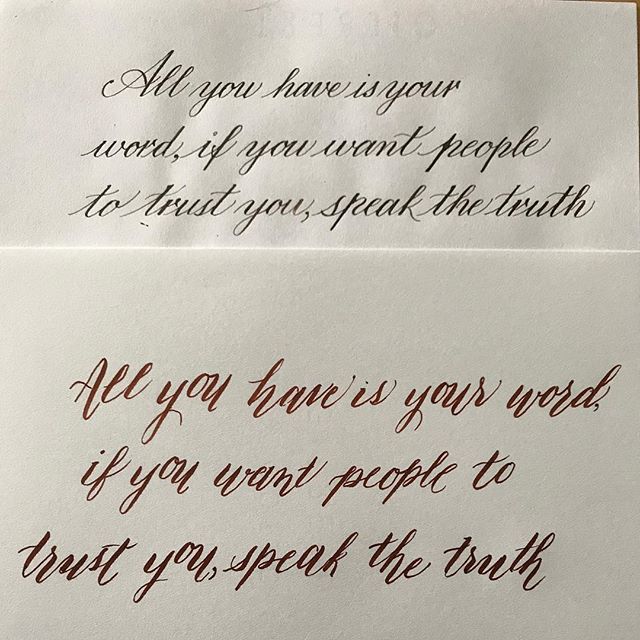 All you have is your
word, if you want people
to trust you, speak the truth
All you have is your word,
if you want people to
trust you, speak the truth